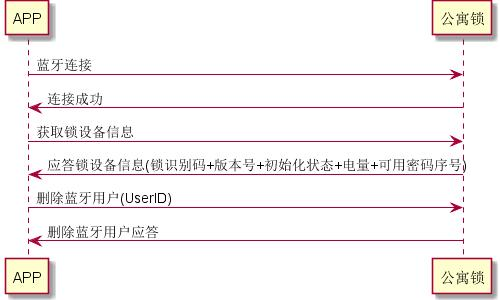 APP 公寓锁
蓝牙连接
连接成功
获取锁设备信息
应答锁设备信息(锁识别码+版本号+初始化状态+电量+可用密码序号)
删除蓝牙用户(UserID)
删除蓝牙用户应答
APP 公寓锁